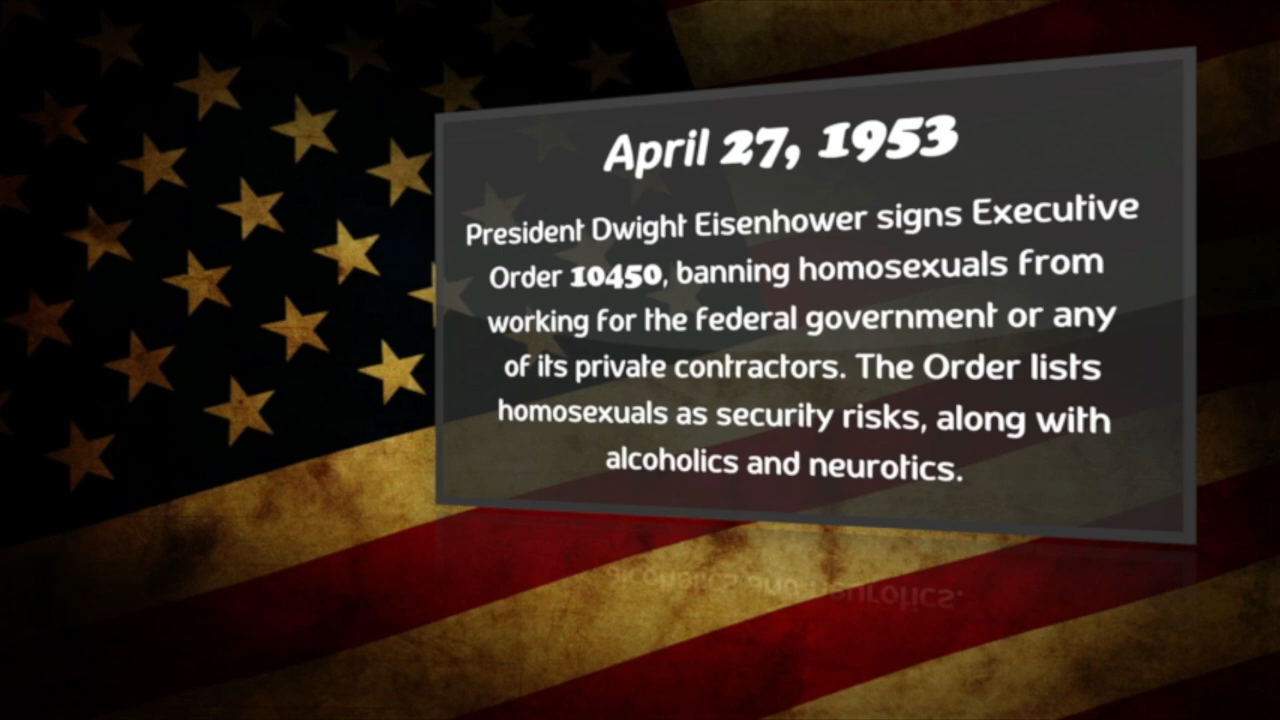 April 27, 1953
President Dwight Eisenhower signs Executive
Order 10450, banning homosexuals from
working for the federal government or any
of its private contractors. The Order lists
homosexuals as security risks, along with
alcoholics and neurotics.